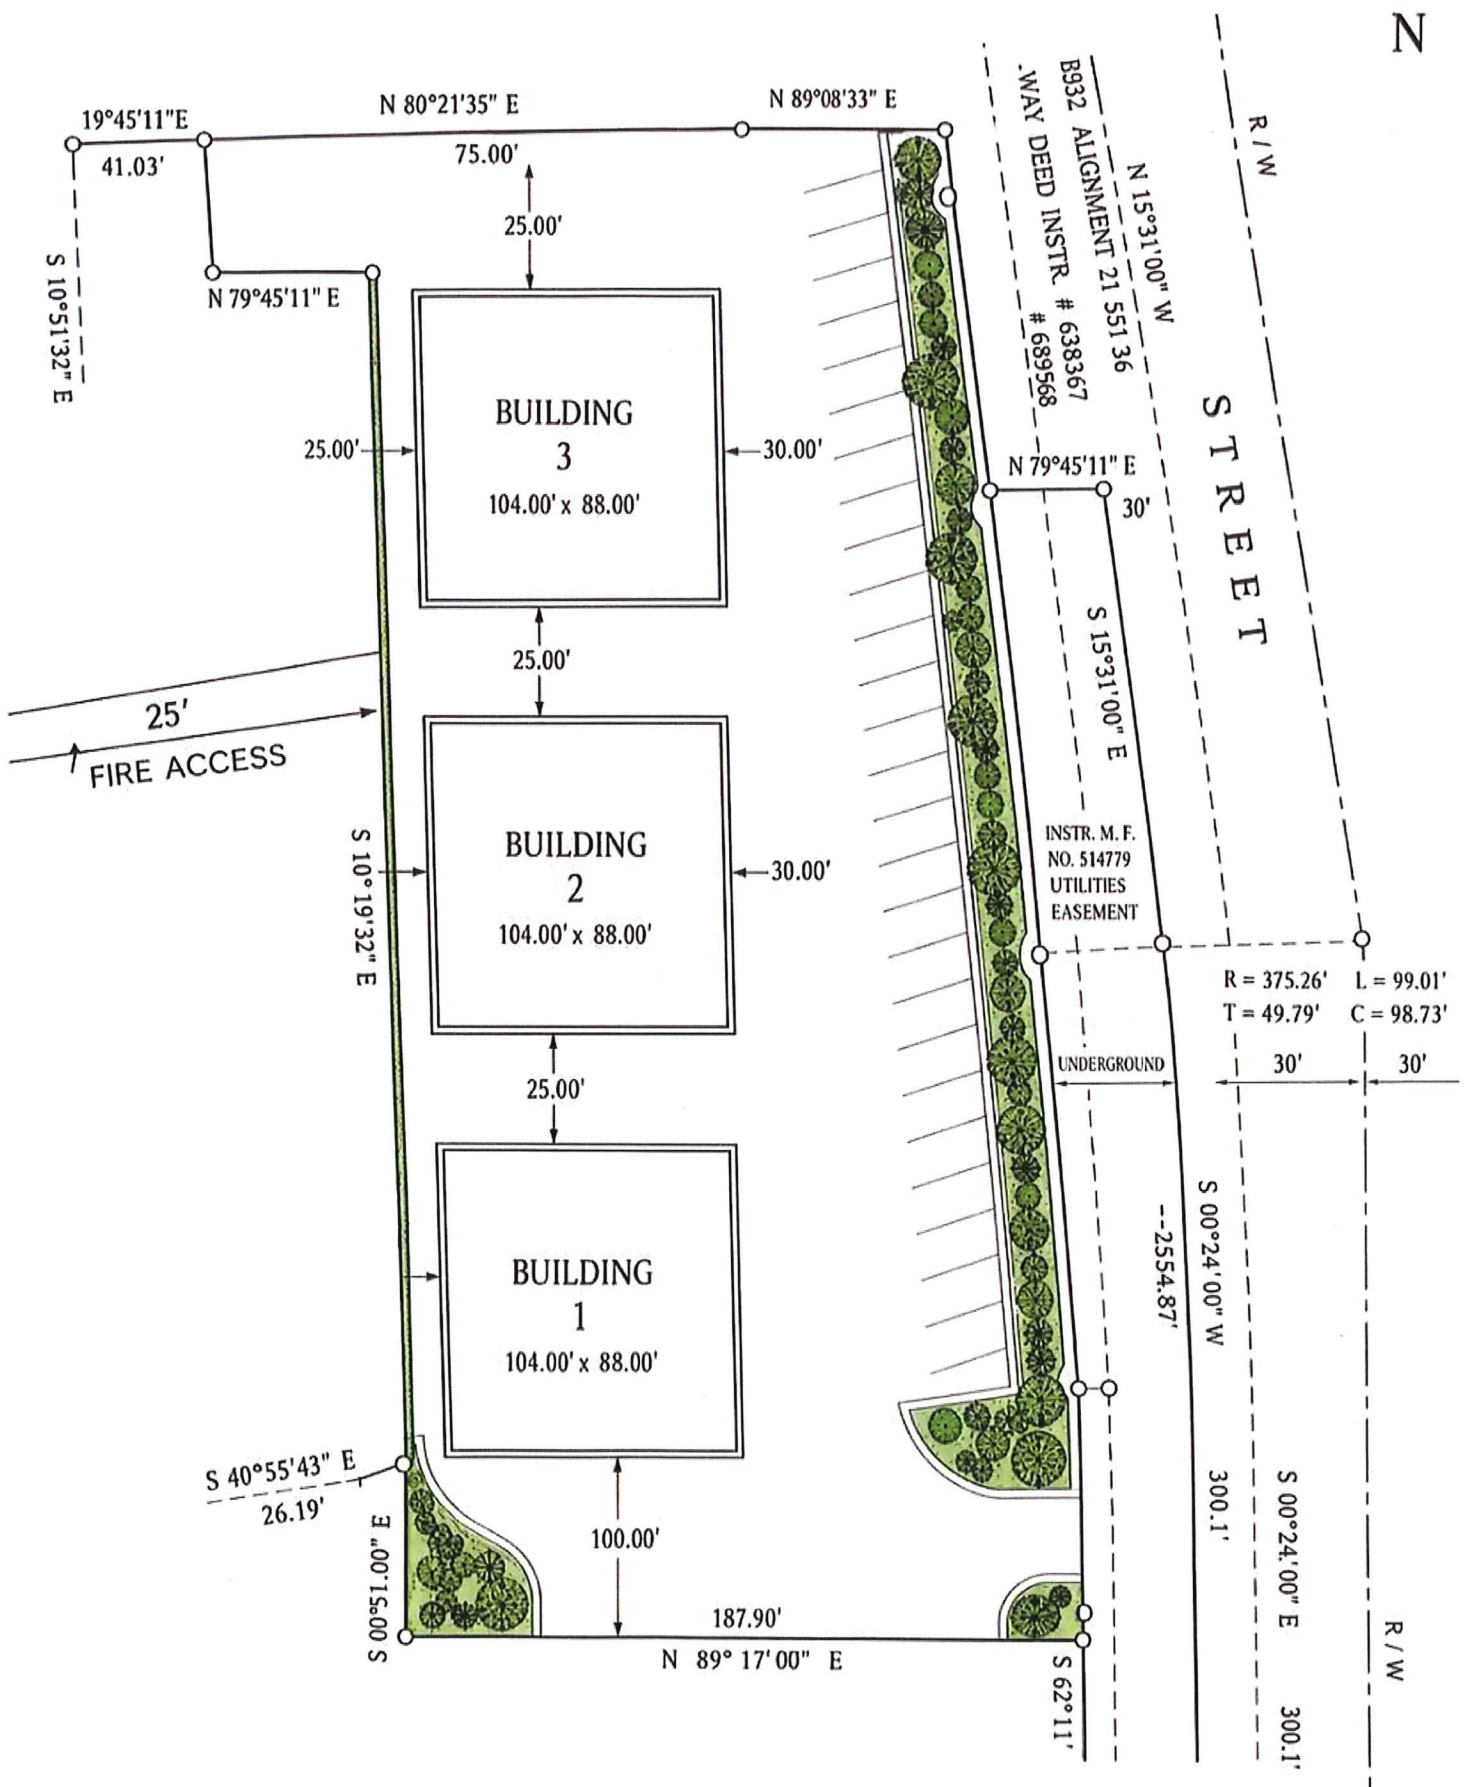 N
19°45'11"E
41.03'
N 80°21'35" E
75.00'
N 89°08'33" E
S 10°51'32" E
N 79°45'11" E
25.00'
B932 ALIGNMENT 21 551 36
-WAY DEED INSTR. # 638367
# 689568
N 15°31'00" W
R / W
STREET
BUILDING
3
104.00' x 88.00'
25.00'
30.00'
N 79°45'11" E
30'
S 15°31'00" E
25.00'
25'
FIRE ACCESS
S 10°19'32" E
BUILDING
2
104.00' x 88.00'
30.00'
INSTR. M. F.
NO. 514779
UTILITIES
EASEMENT
R = 375.26' L = 99.01'
T = 49.79' C = 98.73'
UNDERGROUND
30'
30'
25.00'
BUILDING
1
104.00' x 88.00'
--2554.87'
S 00°24'00" W
300.1'
S 00°24.'00" E
300.1'
R / W
S 40°55'43" E
26.19'
S 00°15.00" E
100.00'
187.90'
N 89° 17'00" E
S 62°11'